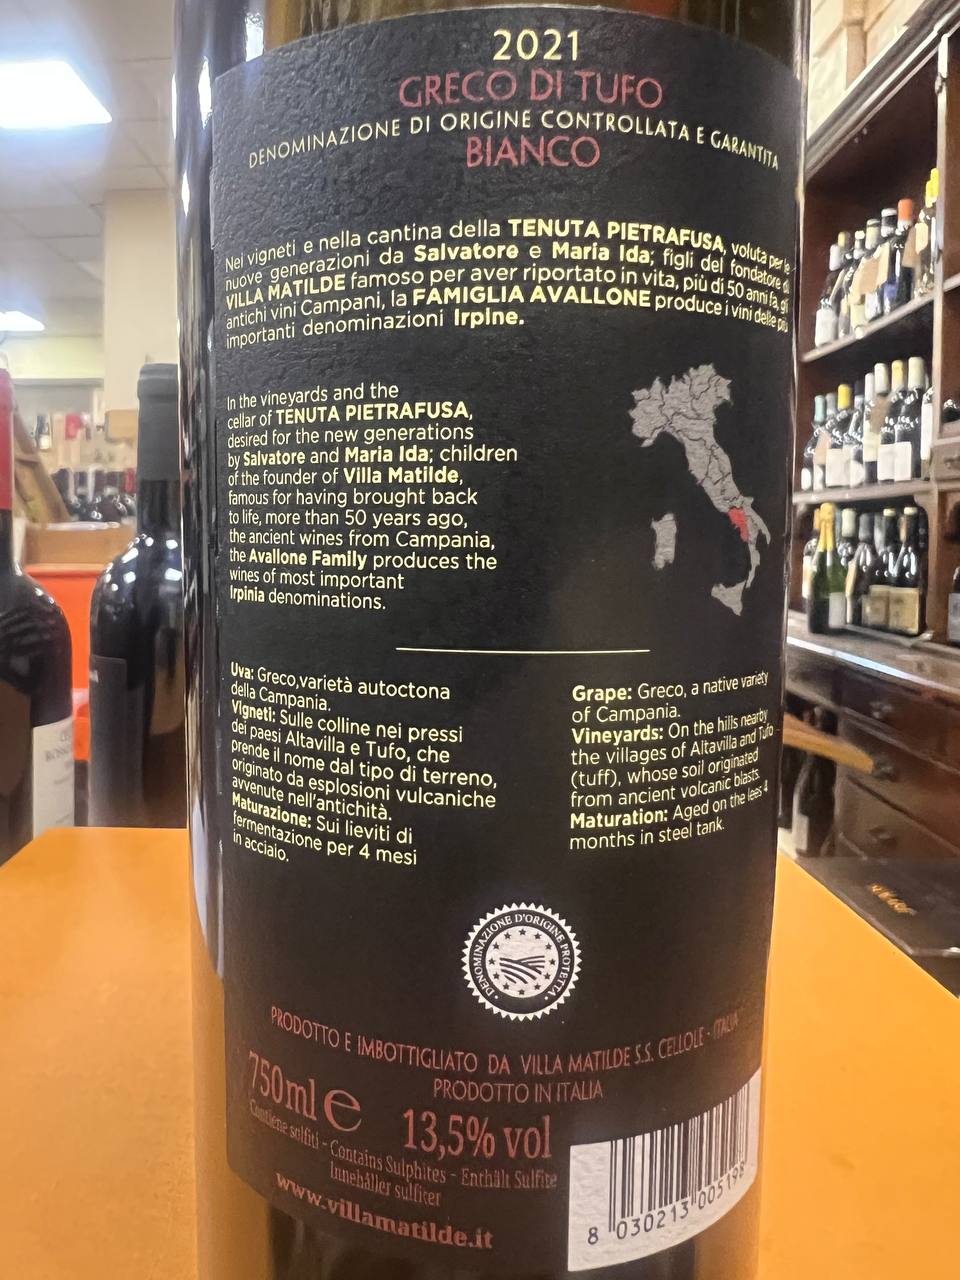 2021
GRECO DI TUFO
DENOMINAZIONE DI ORIGINE CONTROLLATA E GARANTITA
BIANCO
Nei vigneti e nella cantina della TENUTA PIETRAFUSA, voluta per le
nuove generazioni da Salvatore e Maria Ida; figli del fondatore di
VILLA MATILDE famoso per aver riportato in vita, più di 50 anni fa, gli
antichi vini Campani, la FAMIGLIA AVALLONE produce i vini delle più
importanti denominazioni Irpine.
In the vineyards and the
cellar of TENUTA PIETRAFUSA,
desired for the new generations
by Salvatore and Maria Ida; children
of the founder of Villa Matilde,
famous for having brought back
to life, more than 50 years ago,
the ancient wines from Campania,
the Avallone Family produces the
wines of most important
Irpinia denominations.
Uva: Greco,varietà autoctona
della Campania.
Vigneti: Sulle colline nei pressi
dei paesi Altavilla e Tufo, che
prende il nome dal tipo di terreno,
originato da esplosioni vulcaniche
avvenute nell'antichità.
Maturazione: Sui lieviti di
fermentazione per 4 mesi
in acciaio.
Grape: Greco, a native variety
of Campania.
Vineyards: On the hills nearby
the villages of Altavilla and Tufo
(tuff), whose soil originated
from ancient volcanic blasts.
Maturation: Aged on the lees 4
months in steel tank.
DENOMINAZIONE D'ORIGINE PROTETTA
PRODOTTO E IMBOTTIGLIATO DA VILLA MATILDE S.S. CELLOLE - ITALIA
PRODOTTO IN ITALIA
750ml e 13,5% vol
Contiene solfiti - Contains Sulphites - Enthält Sulfite
Innehåller sulfiter
www.villamatilde.it
8 030213 005198